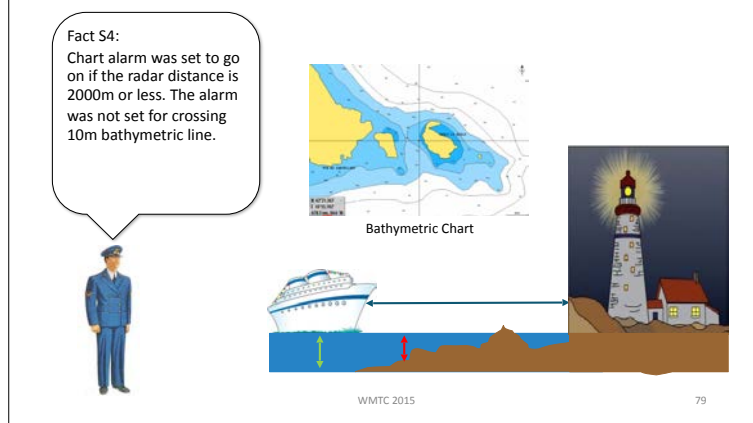 Fact S4:
Chart alarm was set to go
on if the radar distance is
2000m or less. The alarm
was not set for crossing
10m bathymetric line.
Bathymetric Chart
WMTC 2015
79